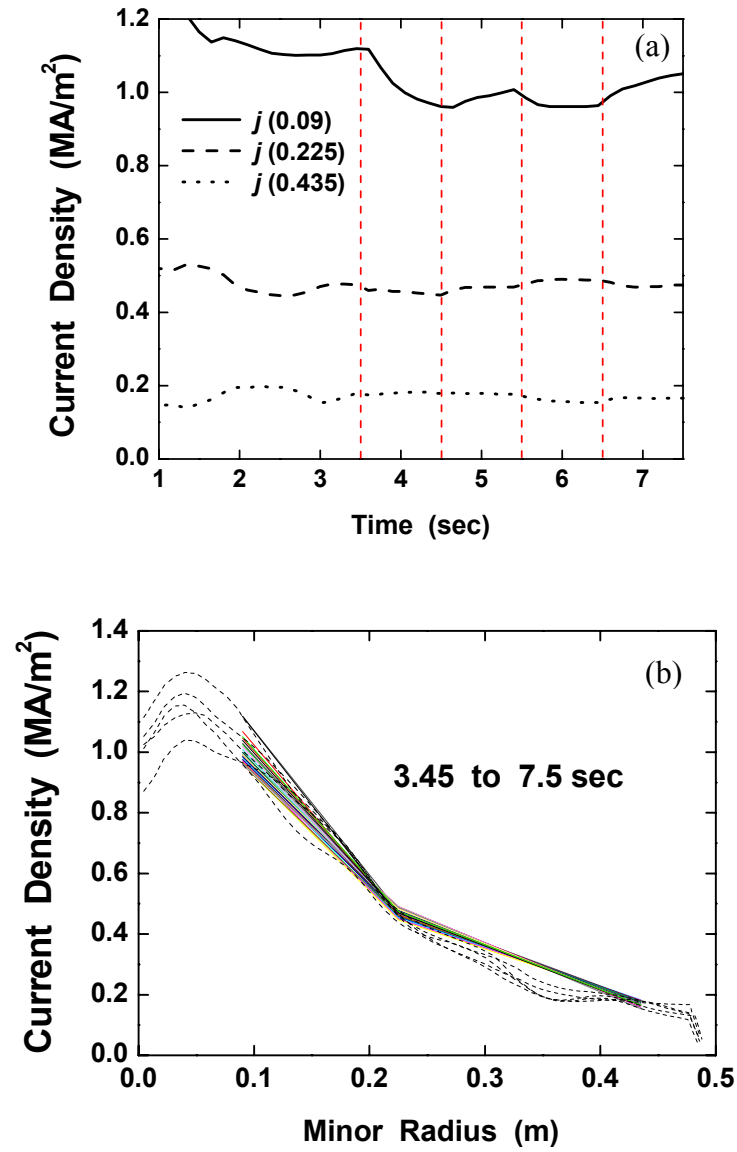 1.2
1.0
0.8
0.6
0.4
0.2
0.0
Current Density (MA/m²)
(a)
j (0.09)
j (0.225)
j (0.435)
1 2 3 4 5 6 7
Time (sec)
1.4
1.2
1.0
0.8
0.6
0.4
0.2
0.0
Current Density (MA/m²)
(b)
3.45 to 7.5 sec
0.0 0.1 0.2 0.3 0.4 0.5
Minor Radius (m)